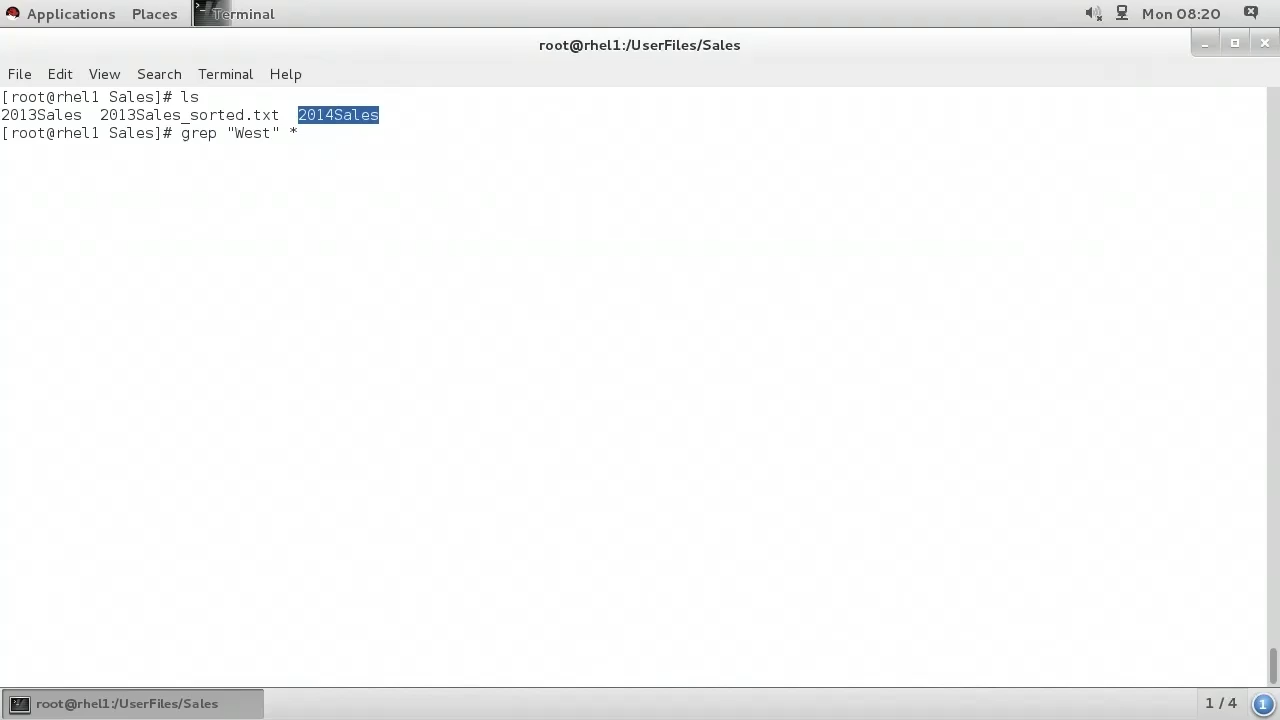 Applications Places Terminal Mon 08:20
root@rhel1:/UserFiles/Sales
File Edit View Search Terminal Help
[root@rhel1 Sales]# ls
2013Sales 2013Sales_sorted.txt 2014Sales
[root@rhel1 Sales]# grep "West" *
root@rhel1:/UserFiles/Sales 1 / 4 1